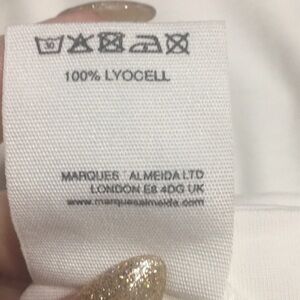 30
100% LYOCELL
MARQUES ' ALMEIDA LTD
LONDON E8 4DG UK
www.marquesalmeida.com